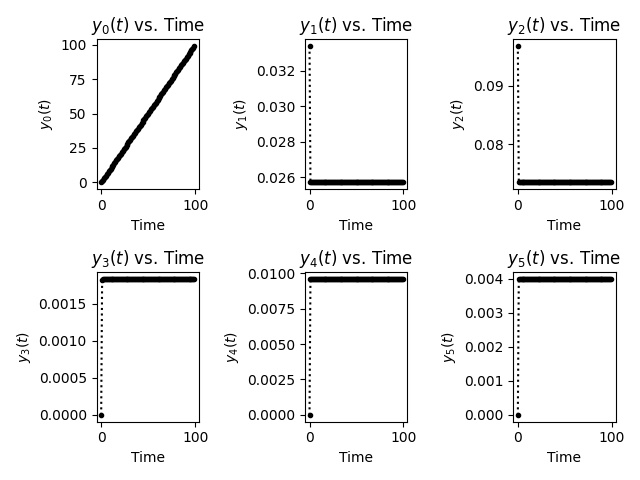 y₀(t) vs. Time
y₁(t) vs. Time
y₂(t) vs. Time
100
75
50
25
0
y₀(t)
0
100
Time
0.032
0.030
0.028
0.026
y₁(t)
0
100
Time
0.09
0.08
y₂(t)
0
100
Time
y₃(t) vs. Time
y₄(t) vs. Time
y₅(t) vs. Time
0.0015
0.0010
0.0005
0.0000
y₃(t)
0
100
Time
0.0100
0.0075
0.0050
0.0025
0.0000
y₄(t)
0
100
Time
0.004
0.003
0.002
0.001
0.000
y₅(t)
0
100
Time